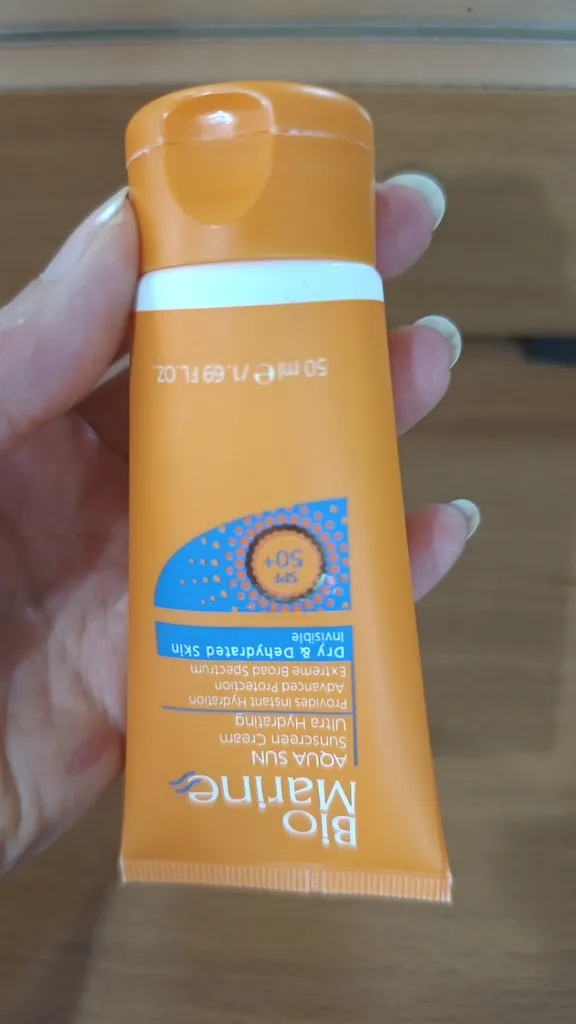 Bio
Marine
AQUA SUN
Sunscreen Cream
Ultra Hydrating
Provides Instant Hydration
Advanced Protection
Extreme Broad Spectrum
Dry & Dehydrated Skin
Invisible
SPF
50+
50 ml e / 1.69 FL.OZ.